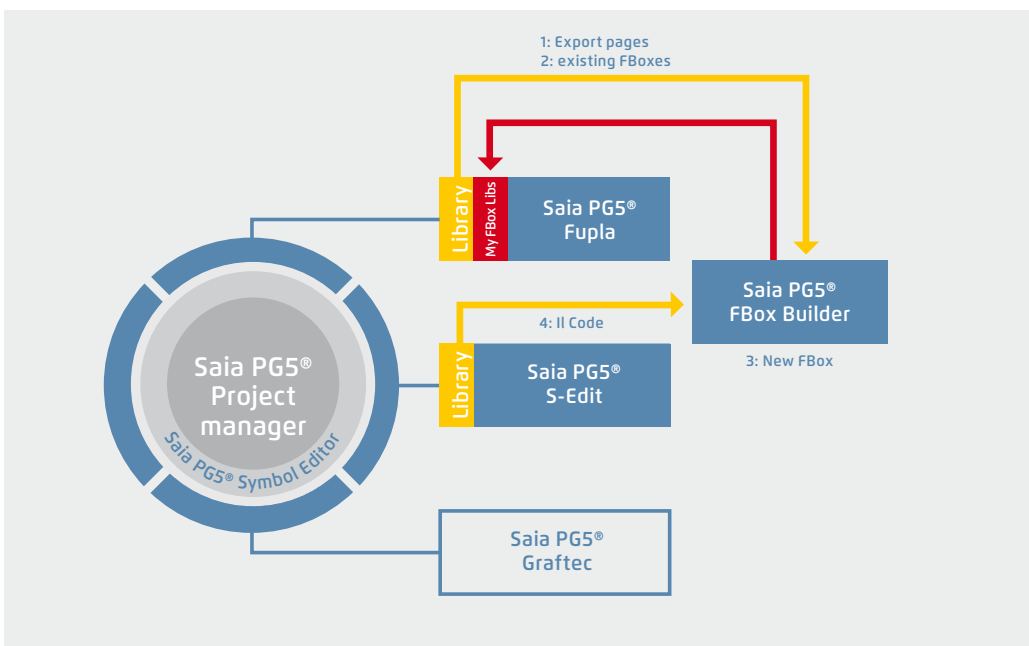 1: Export pages
2: existing FBoxes
Library
My FBox Libs
Saia PG5®
Fupla
Saia PG5®
FBox Builder
3: New FBox
4: Il Code
Library
Saia PG5®
S-Edit
Saia PG5®
Project
manager
Saia PG5® Symbol Editor
Saia PG5®
Graftec